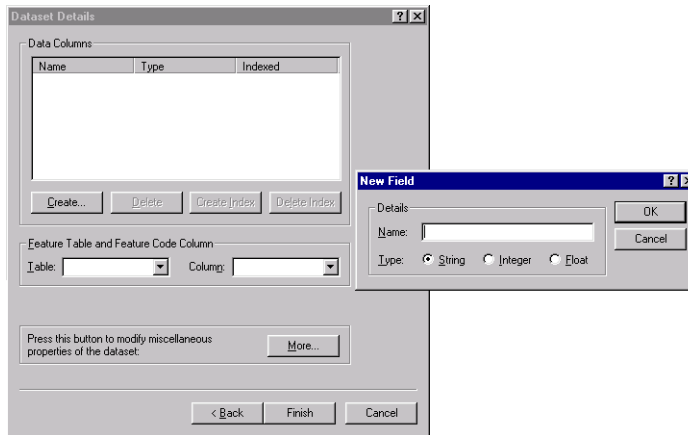 Dataset Details
Data Columns
Name Type Indexed
Create... Delete Create Index Delete Index
Feature Table and Feature Code Column
Table: Column:
Press this button to modify miscellaneous
properties of the dataset:
More...
< Back Finish Cancel
New Field
Details
Name:
Type: String Integer Float
OK
Cancel